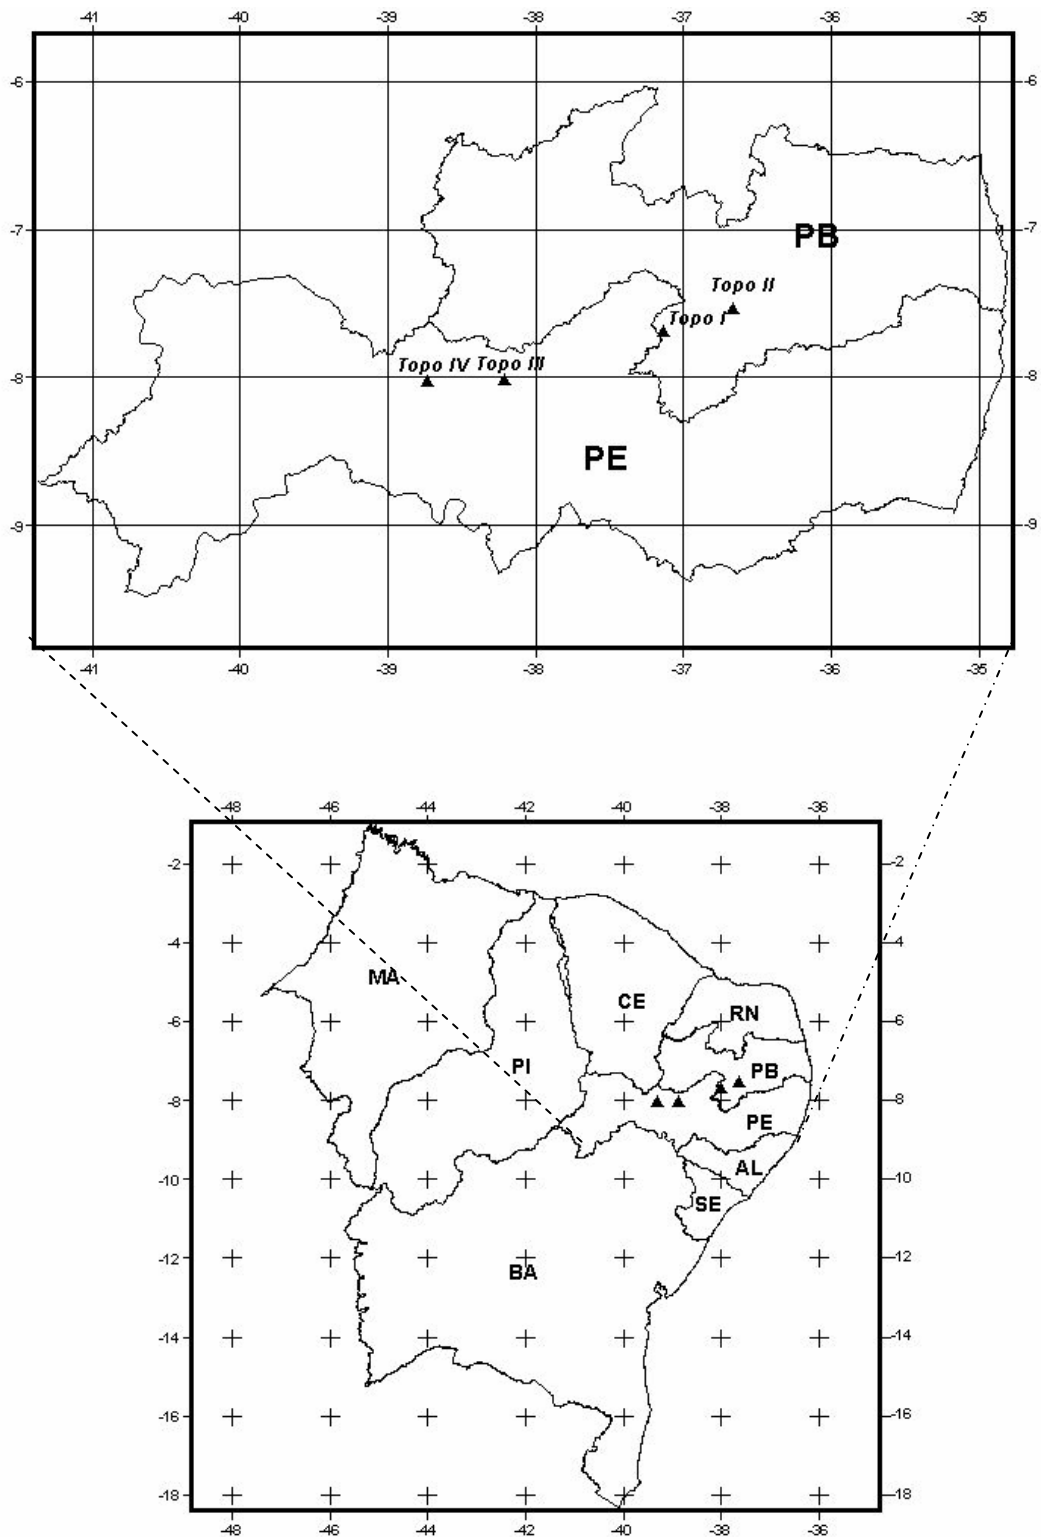 -41 -40 -39 -38 -37 -36 -35
-6 -6
-7 PB -7
Topo II
Topo I
Topo IV Topo III
-8 -8
PE
-9 -9
-41 -40 -39 -38 -37 -36 -35
-48 -46 -44 -42 -40 -38 -36
-2 -2
-4 -4
MA
CE
RN
-6 -6
PI PB
-8 -8
PE
AL
-10 -10
SE
-12 -12
BA
-14 -14
-16 -16
-18 -18
-48 -46 -44 -42 -40 -38 -36